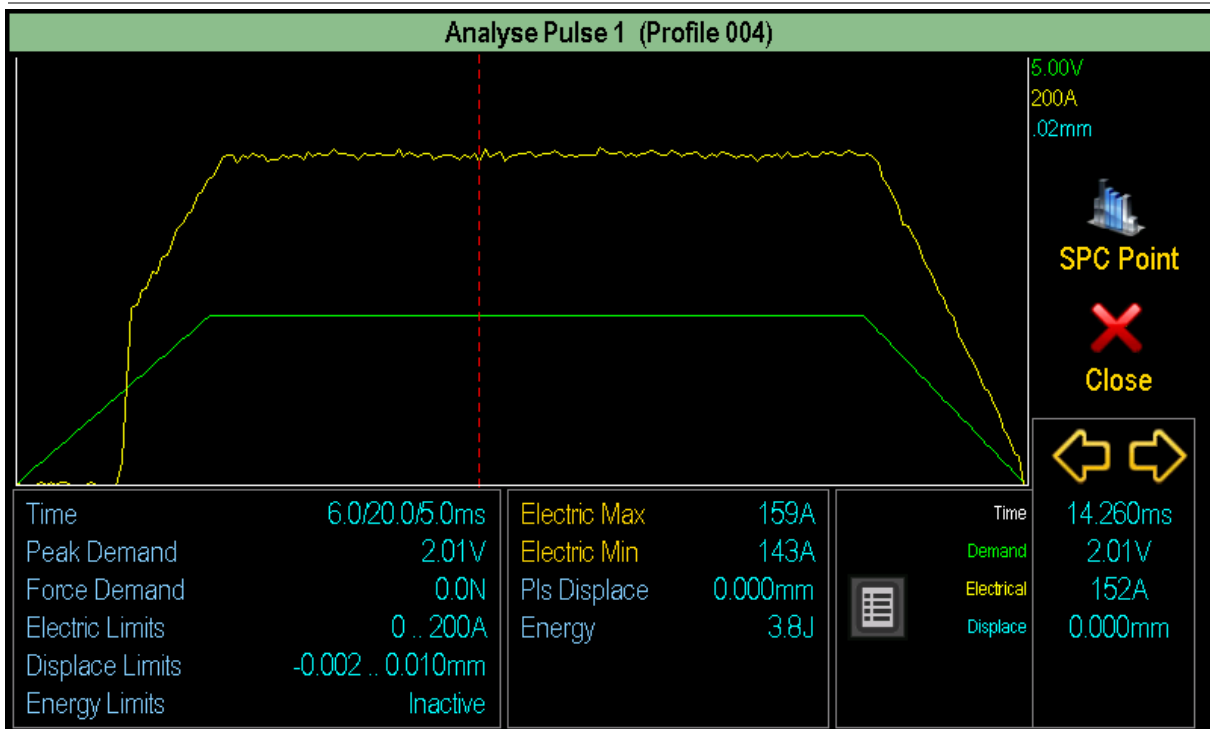 Analyse Pulse 1 (Profile 004)
5.00V
200A
.02mm
SPC Point
Close
Time 6.0/20.0/5.0ms
Peak Demand 2.01V
Force Demand 0.0N
Electric Limits 0 .. 200A
Displace Limits -0.002 .. 0.010mm
Energy Limits Inactive
Electric Max 159A
Electric Min 143A
Pls Displace 0.000mm
Energy 3.8J
Time 14.260ms
Demand 2.01V
Electrical 152A
Displace 0.000mm